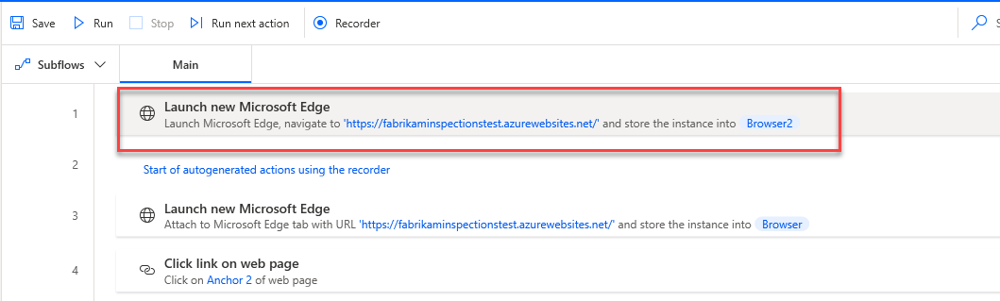 Save Run Stop Run next action Recorder S
Subflows Main
1 Launch new Microsoft Edge
Launch Microsoft Edge, navigate to 'https://fabrikaminspectionstest.azurewebsites.net/' and store the instance into Browser2
2 Start of autogenerated actions using the recorder
3 Launch new Microsoft Edge
Attach to Microsoft Edge tab with URL 'https://fabrikaminspectionstest.azurewebsites.net/' and store the instance into Browser
4 Click link on web page
Click on Anchor 2 of web page